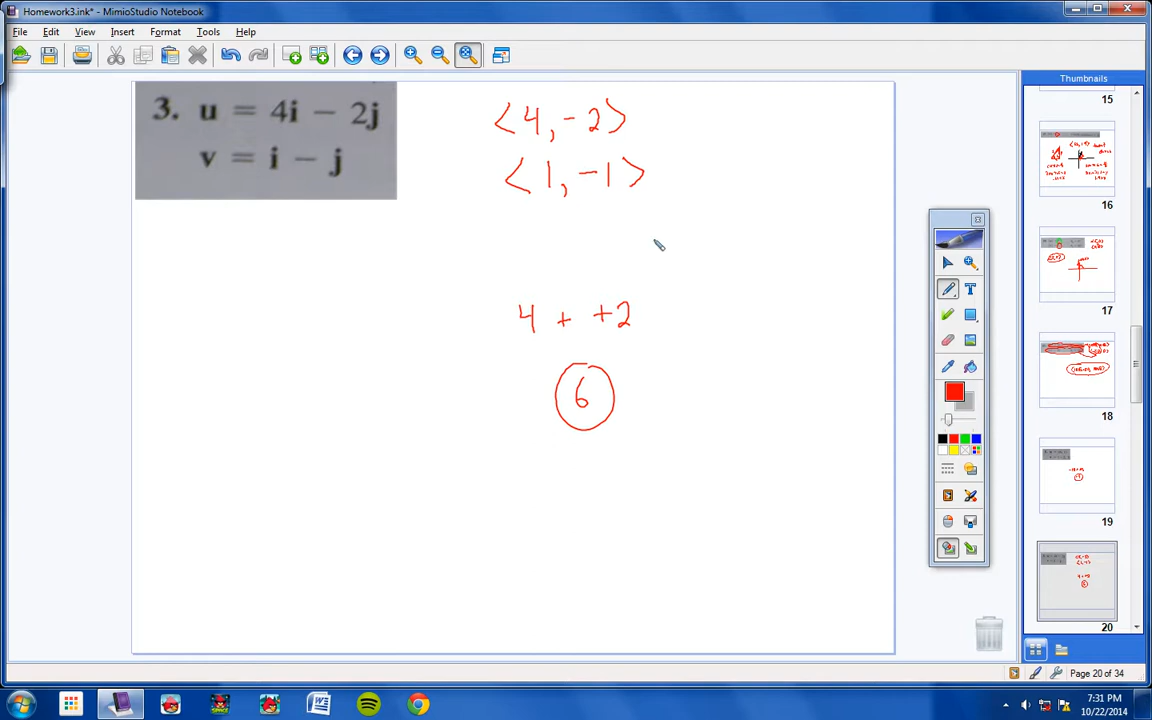 Homework3.ink* - MimioStudio Notebook
File Edit View Insert Format Tools Help
3. u = 4i − 2j
v = i − j
<4, -2>
<1, -1>
4 + +2
6
Thumbnails
15
16
17
18
19
20
Page 20 of 34
7:31 PM
10/22/2014